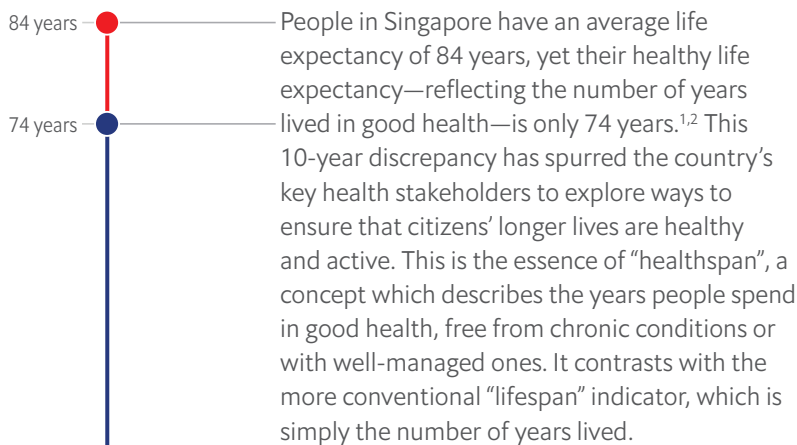 84 years
People in Singapore have an average life
expectancy of 84 years, yet their healthy life
expectancy—reflecting the number of years
74 years
lived in good health—is only 74 years.1,2 This
10-year discrepancy has spurred the country’s
key health stakeholders to explore ways to
ensure that citizens’ longer lives are healthy
and active. This is the essence of “healthspan”, a
concept which describes the years people spend
in good health, free from chronic conditions or
with well-managed ones. It contrasts with the
more conventional “lifespan” indicator, which is
simply the number of years lived.